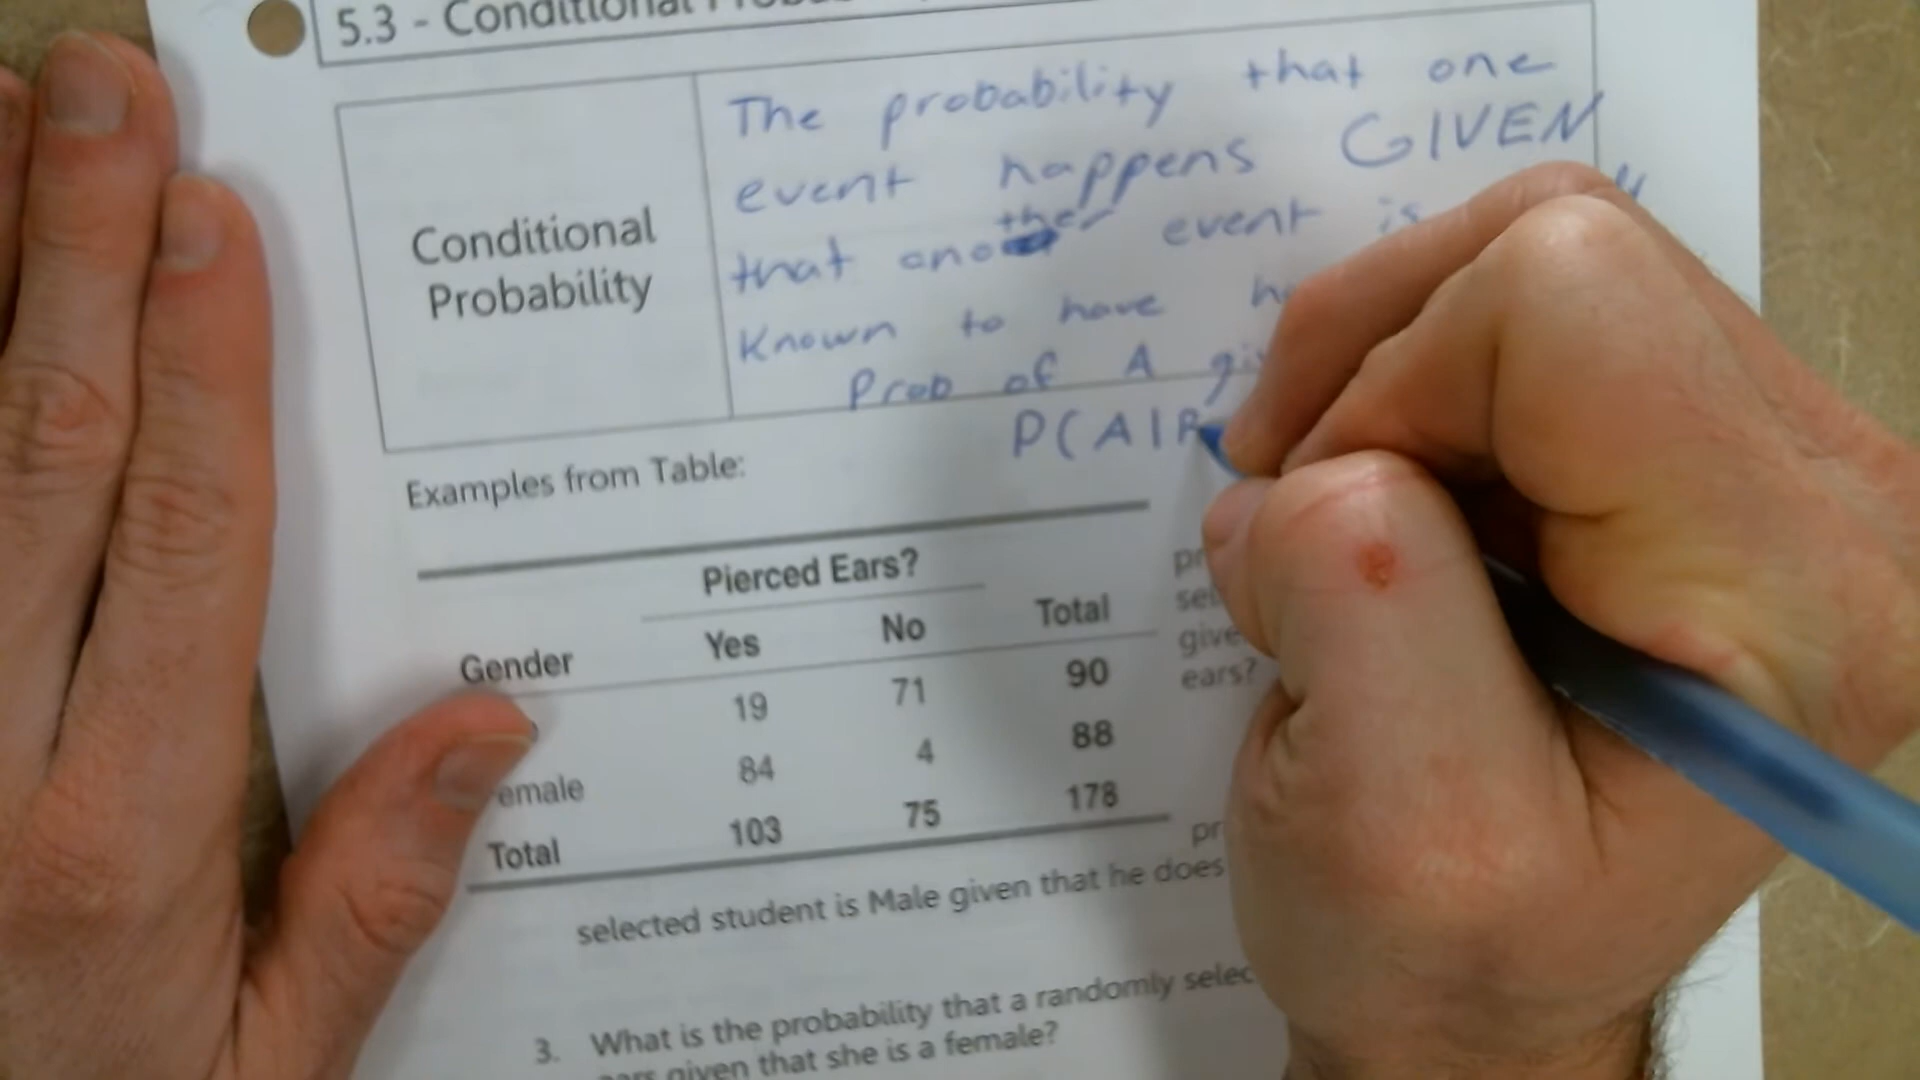 5.3 - Conditional
The probability that one
event happens GIVEN
that another event is
Known to have
Prob of A
P(A|B
Conditional
Probability
Examples from Table:
Pierced Ears?
Gender Yes No Total
19 71 90
emale 84 4 88
Total 103 75 178
ears?
selected student is Male given that he does
3. What is the probability that a randomly selec
ears given that she is a female?